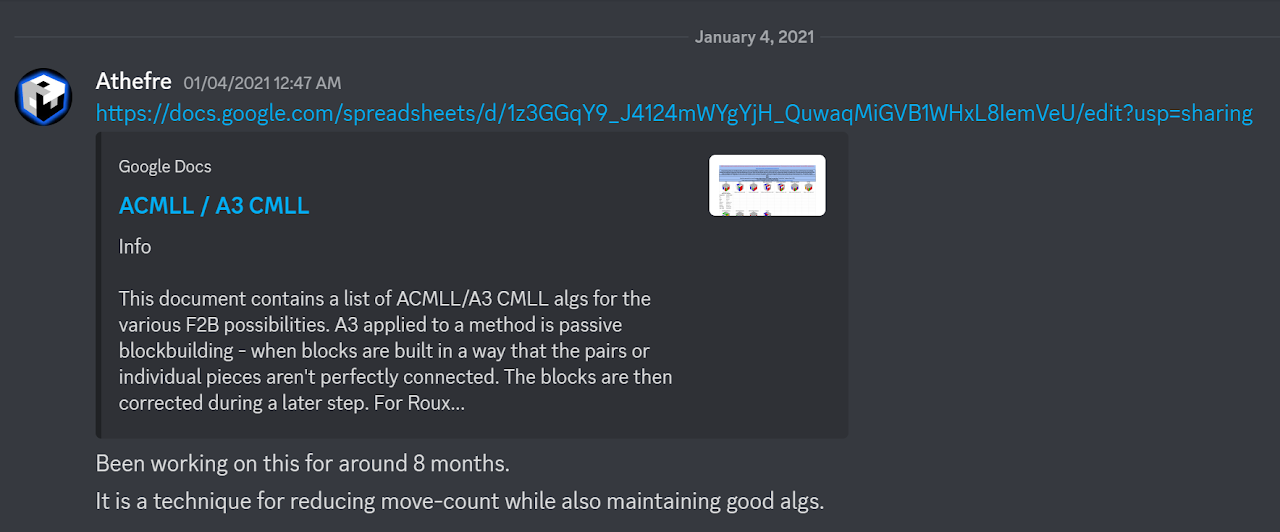 January 4, 2021
Athefre 01/04/2021 12:47 AM
https://docs.google.com/spreadsheets/d/1z3GGqY9_J4124mWYgYjH_QuwaqMiGVB1WHxL8IemVeU/edit?usp=sharing
Google Docs
ACMLL / A3 CMLL
Info
This document contains a list of ACMLL/A3 CMLL algs for the
various F2B possibilities. A3 applied to a method is passive
blockbuilding - when blocks are built in a way that the pairs or
individual pieces aren't perfectly connected. The blocks are then
corrected during a later step. For Roux...
Been working on this for around 8 months.
It is a technique for reducing move-count while also maintaining good algs.